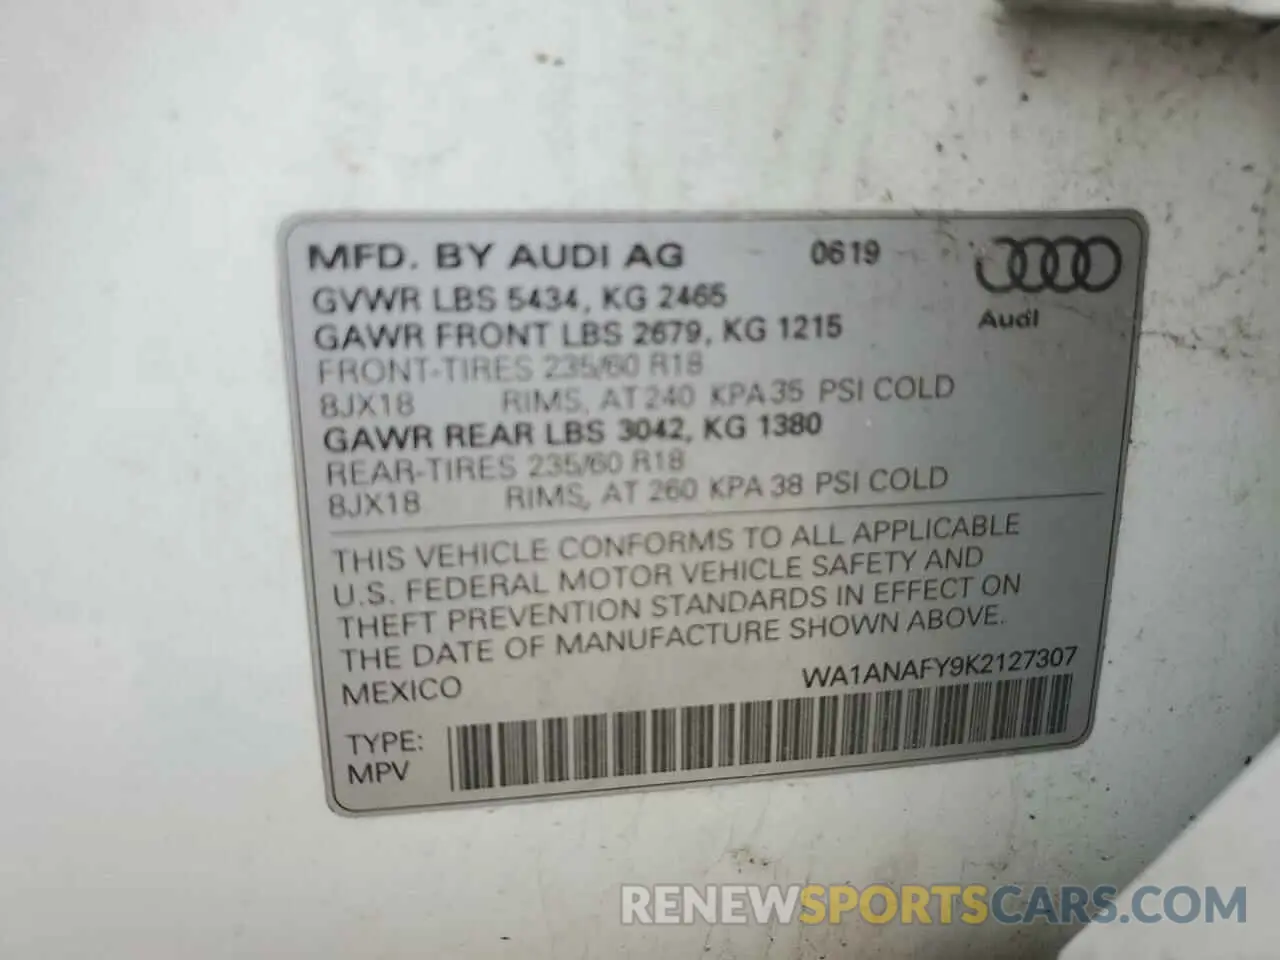 MFD. BY AUDI AG 0619
GVWR LBS 5434, KG 2465
Audi
GAWR FRONT LBS 2679, KG 1215
FRONT-TIRES 235/60 R18
8JX18 RIMS, AT 240 KPA 35 PSI COLD
GAWR REAR LBS 3042, KG 1380
REAR-TIRES 235/60 R18
8JX18 RIMS, AT 260 KPA 38 PSI COLD
THIS VEHICLE CONFORMS TO ALL APPLICABLE
U.S. FEDERAL MOTOR VEHICLE SAFETY AND
THEFT PREVENTION STANDARDS IN EFFECT ON
THE DATE OF MANUFACTURE SHOWN ABOVE.
MEXICO WA1ANAFY9K2127307
TYPE:
MPV
RENEWSPORTSCARS.COM